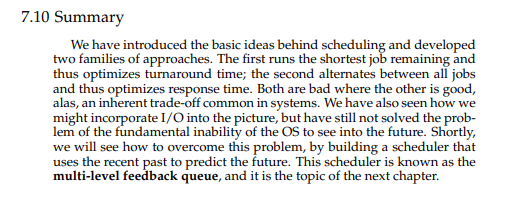 7.10 Summary
We have introduced the basic ideas behind scheduling and developed
two families of approaches. The first runs the shortest job remaining and
thus optimizes turnaround time; the second alternates between all jobs
and thus optimizes response time. Both are bad where the other is good,
alas, an inherent trade-off common in systems. We have also seen how we
might incorporate I/O into the picture, but have still not solved the prob-
lem of the fundamental inability of the OS to see into the future. Shortly,
we will see how to overcome this problem, by building a scheduler that
uses the recent past to predict the future. This scheduler is known as the
multi-level feedback queue, and it is the topic of the next chapter.